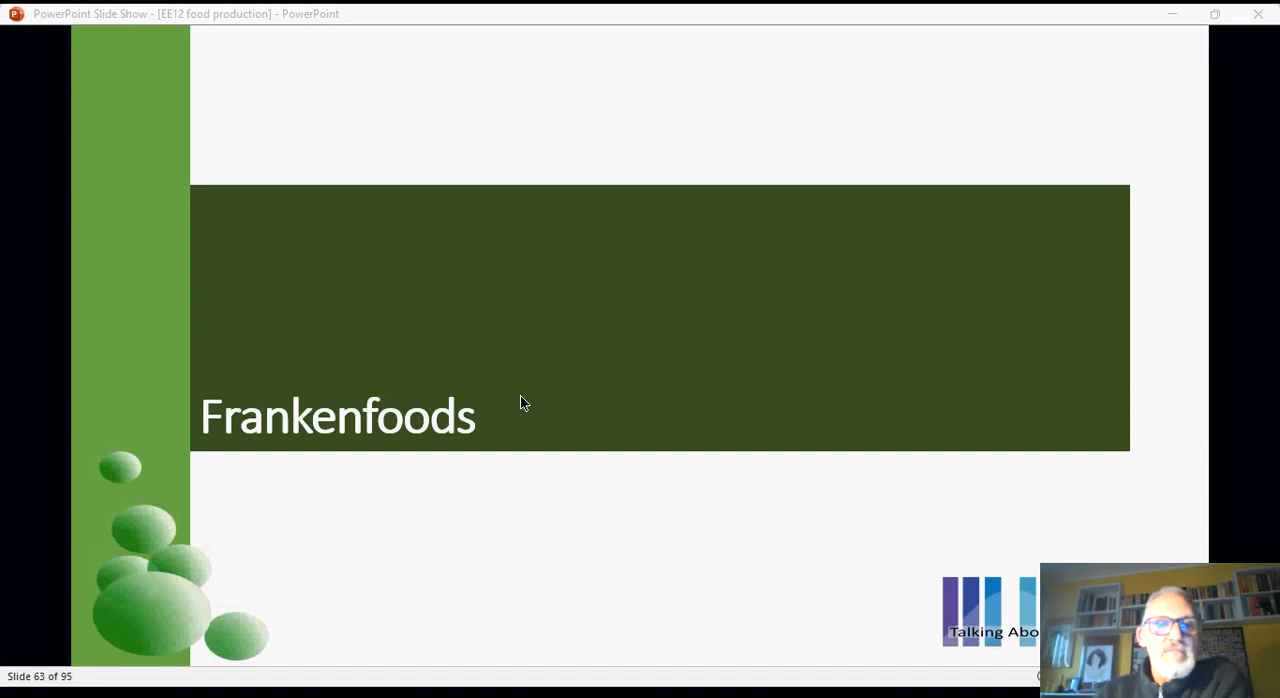 PowerPoint Slide Show - [EE12 food production] - PowerPoint
Frankenfoods
Talking Abo
Slide 63 of 95